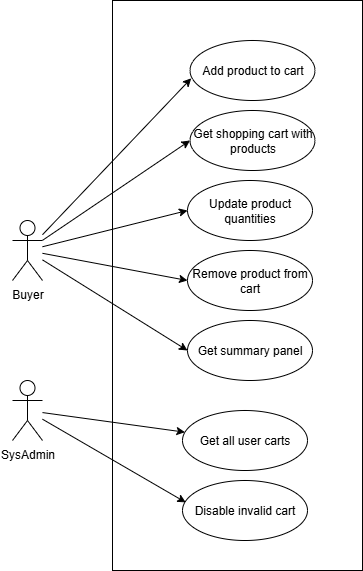 Add product to cart
Get shopping cart with
products
Update product
quantities
Buyer
Remove product from
cart
Get summary panel
SysAdmin
Get all user carts
Disable invalid cart